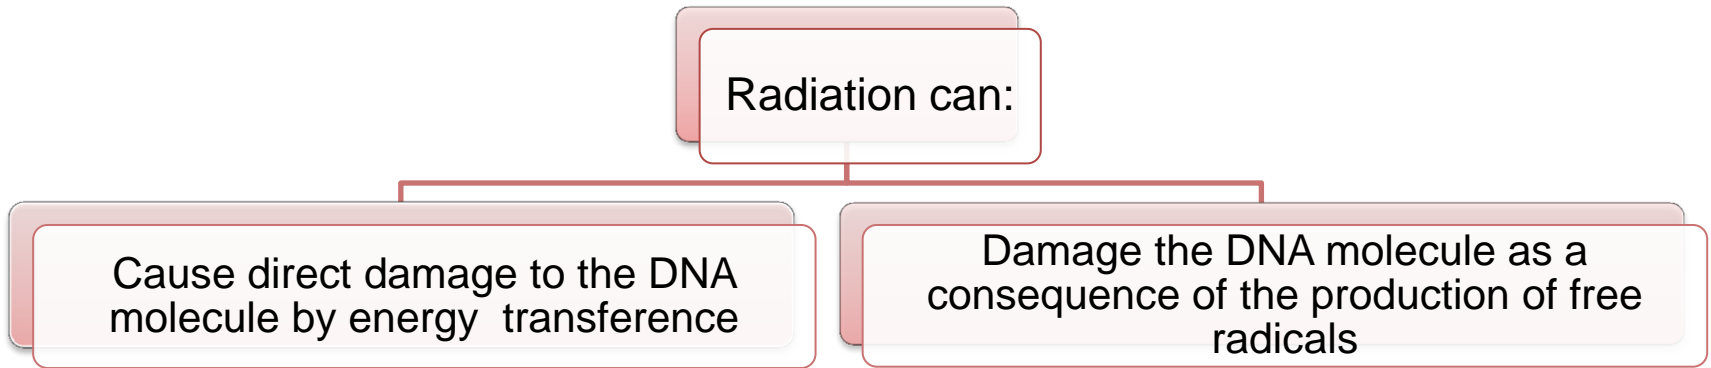 Radiation can:
Cause direct damage to the DNA
molecule by energy  transference
Damage the DNA molecule as a
consequence of the production of free
radicals